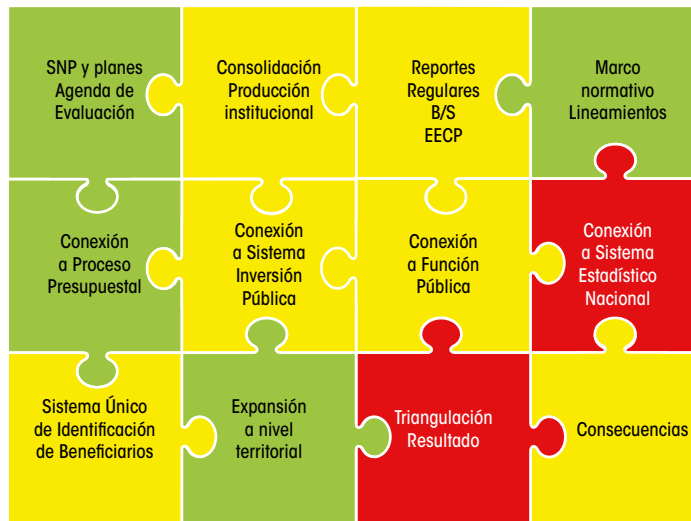 SNP y planes
Agenda de
Evaluación
Consolidación
Producción
institucional
Reportes
Regulares
B/S
EECP
Marco
normativo
Lineamientos
Conexión
a Proceso
Presupuestal
Conexión
a Sistema
Inversión
Pública
Conexión
a Función
Pública
Conexión
a Sistema
Estadístico
Nacional
Sistema Único
de Identificación
de Beneficiarios
Expansión
a nivel
territorial
Triangulación
Resultado
Consecuencias